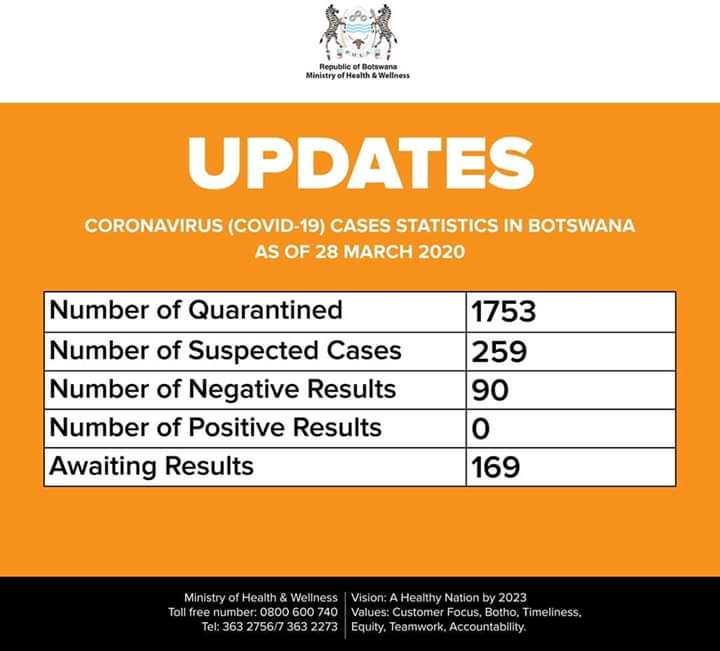 PULA
Republic of Botswana
Ministry of Health & Wellness
UPDATES
CORONAVIRUS (COVID-19) CASES STATISTICS IN BOTSWANA
AS OF 28 MARCH 2020
Number of Quarantined 1753
Number of Suspected Cases 259
Number of Negative Results 90
Number of Positive Results 0
Awaiting Results 169
Ministry of Health & Wellness
Toll free number: 0800 600 740
Tel: 363 2756/7 363 2273
Vision: A Healthy Nation by 2023
Values: Customer Focus, Botho, Timeliness,
Equity, Teamwork, Accountability.